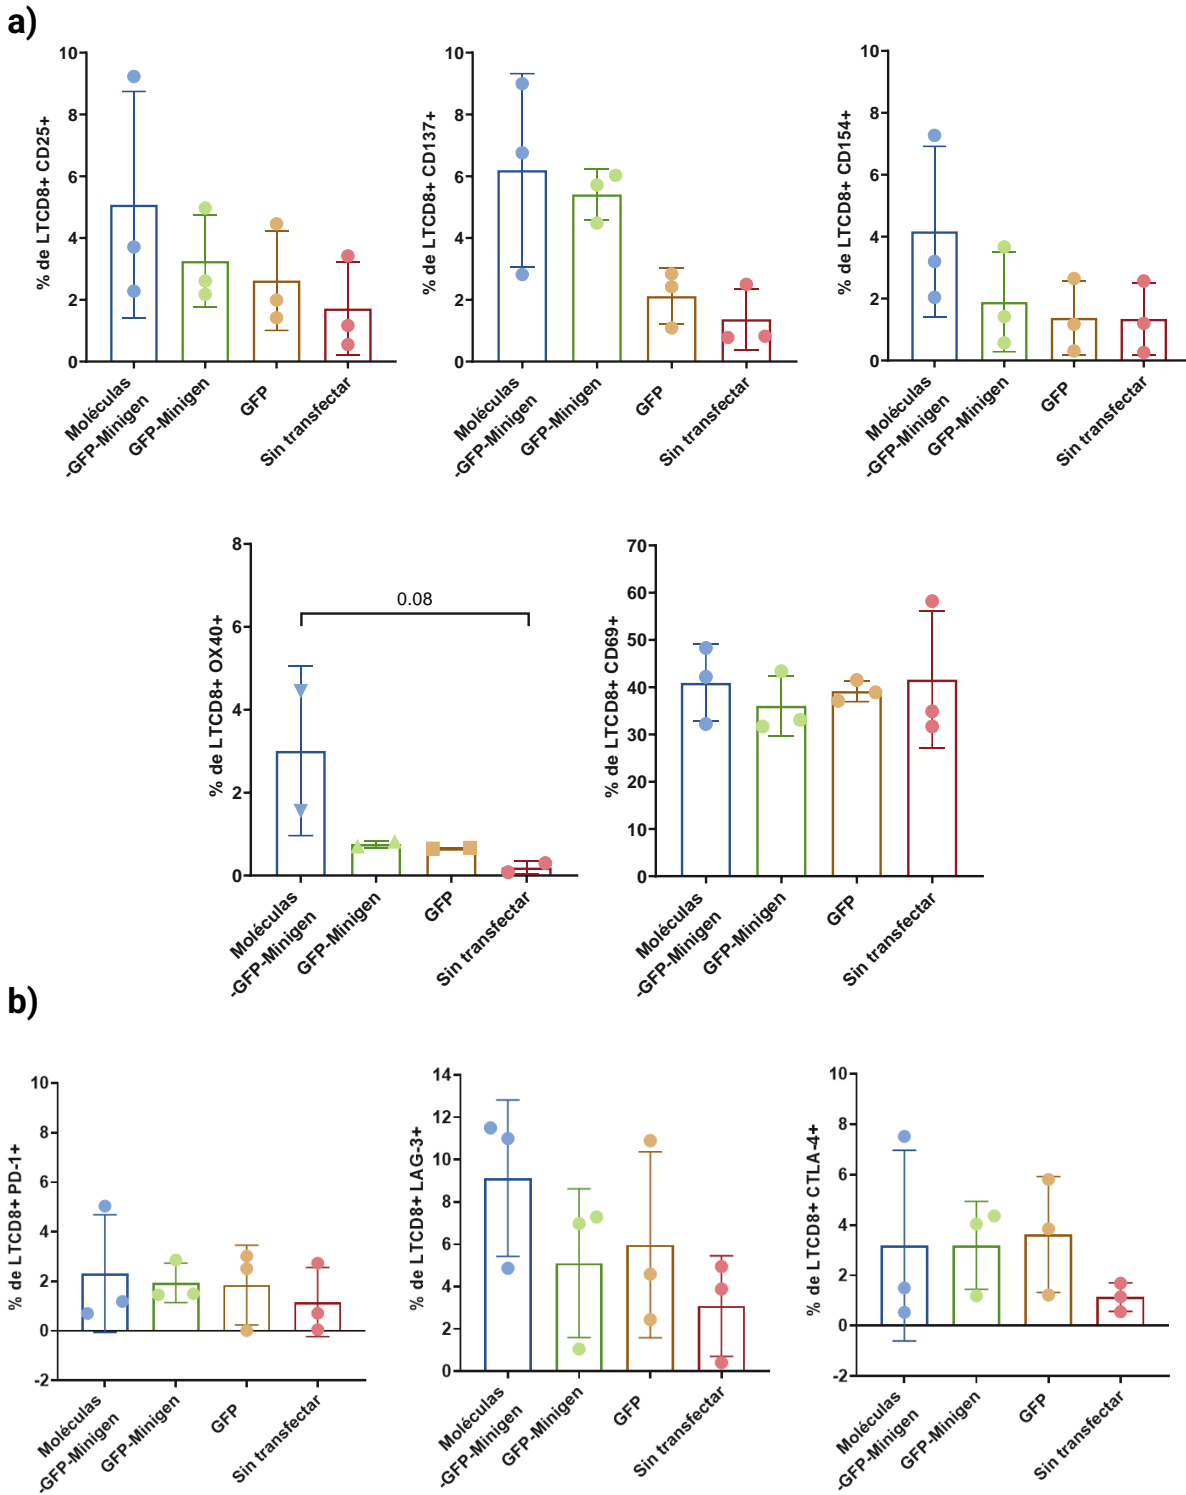 a)
% de LTCD8+ CD25+
10
8
6
4
2
0
Moléculas
-GFP-Minigen
GFP-Minigen
GFP
Sin transfectar
% de LTCD8+ CD137+
10
8
6
4
2
0
Moléculas
-GFP-Minigen
GFP-Minigen
GFP
Sin transfectar
% de LTCD8+ CD154+
10
8
6
4
2
0
Moléculas
-GFP-Minigen
GFP-Minigen
GFP
Sin transfectar
% de LTCD8+ OX40+
8
6
4
2
0
0.08
Moléculas
-GFP-Minigen
GFP-Minigen
GFP
Sin transfectar
% de LTCD8+ CD69+
70
60
50
40
30
20
10
0
Moléculas
-GFP-Minigen
GFP-Minigen
GFP
Sin transfectar
b)
% de LTCD8+ PD-1+
10
8
6
4
2
0
-2
Moléculas
-GFP-Minigen
GFP-Minigen
GFP
Sin transfectar
% de LTCD8+ LAG-3+
14
12
10
8
6
4
2
0
Moléculas
-GFP-Minigen
GFP-Minigen
GFP
Sin transfectar
% de LTCD8+ CTLA-4+
10
8
6
4
2
0
-2
Moléculas
-GFP-Minigen
GFP-Minigen
GFP
Sin transfectar